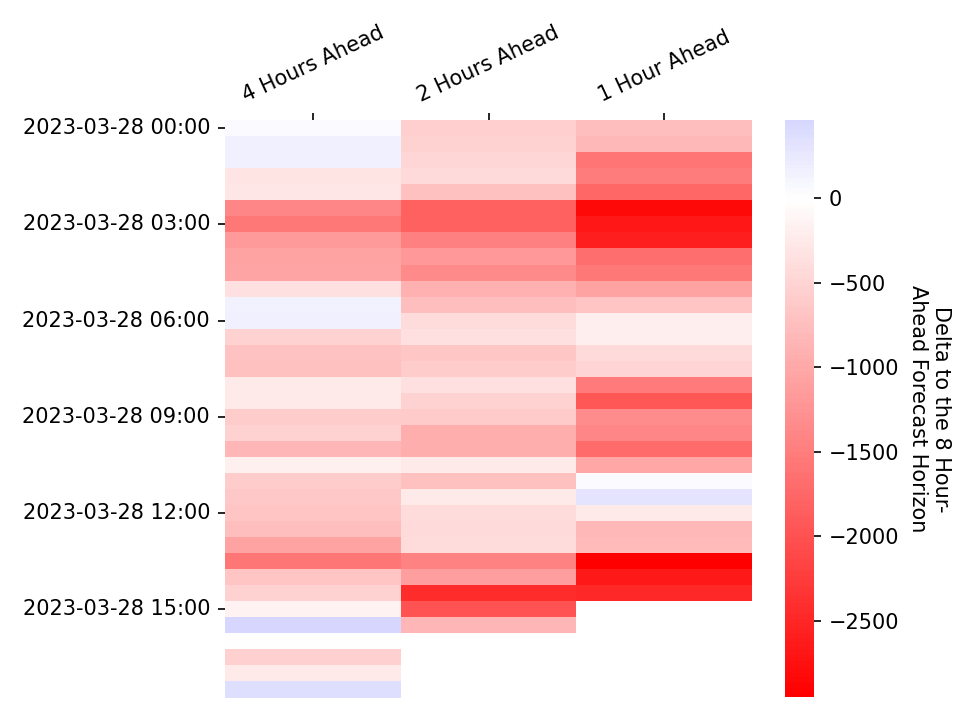 4 Hours Ahead
2 Hours Ahead
1 Hour Ahead
2023-03-28 00:00
2023-03-28 03:00
2023-03-28 06:00
2023-03-28 09:00
2023-03-28 12:00
2023-03-28 15:00
0
−500
−1000
−1500
−2000
−2500
Delta to the 8 Hour-
Ahead Forecast Horizon